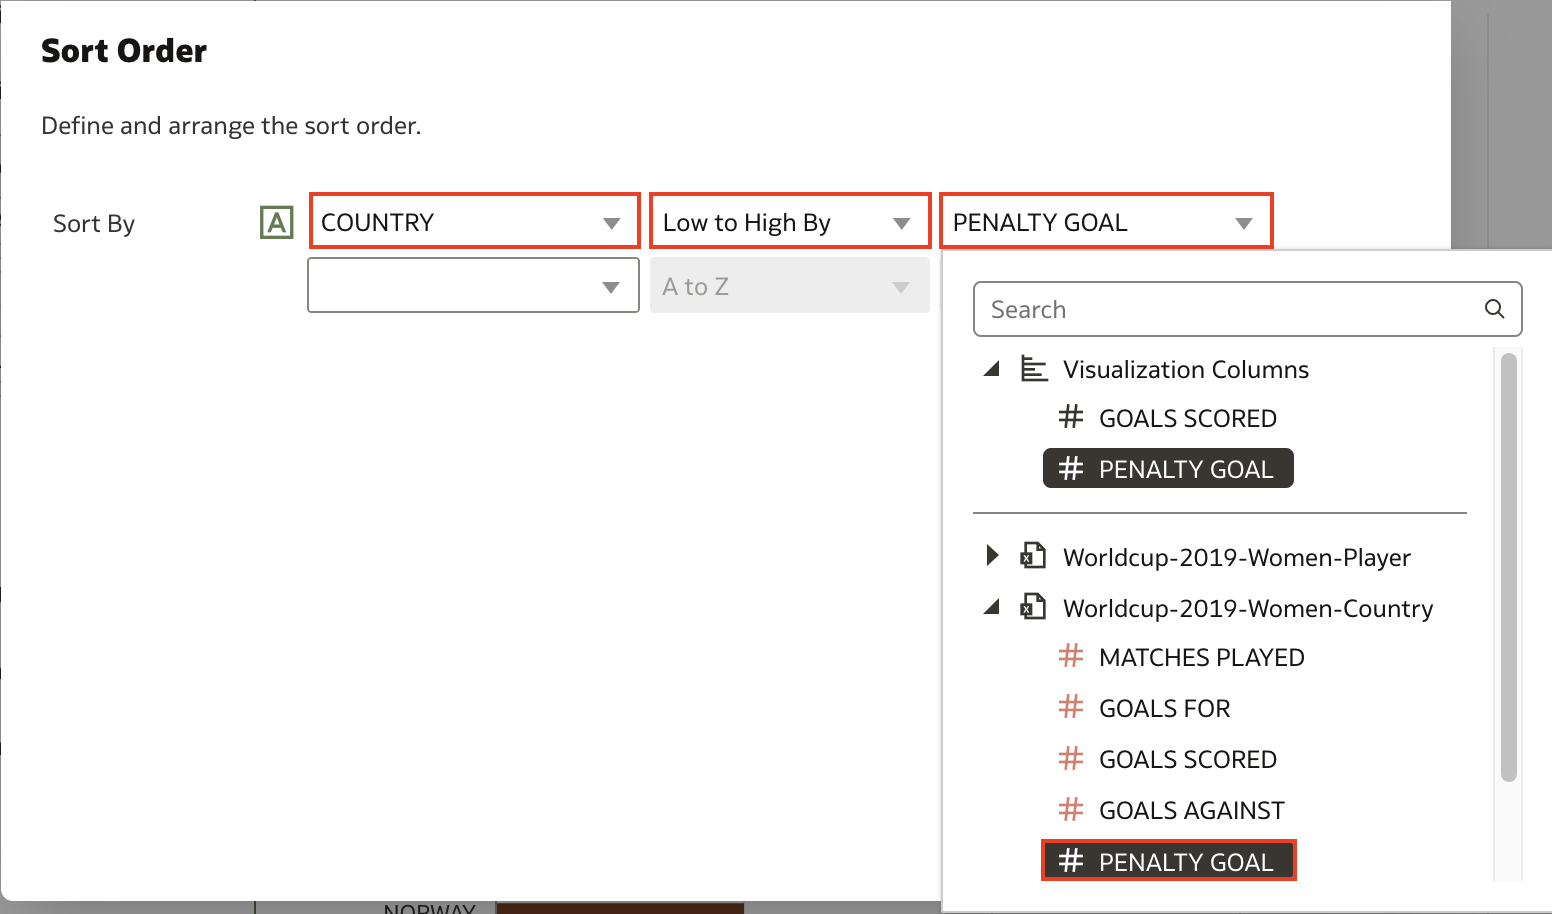 Sort Order
Define and arrange the sort order.
Sort By A COUNTRY Low to High By PENALTY GOAL
A to Z
Search
Visualization Columns
# GOALS SCORED
# PENALTY GOAL
Worldcup-2019-Women-Player
Worldcup-2019-Women-Country
# MATCHES PLAYED
# GOALS FOR
# GOALS SCORED
# GOALS AGAINST
# PENALTY GOAL
NORWAY